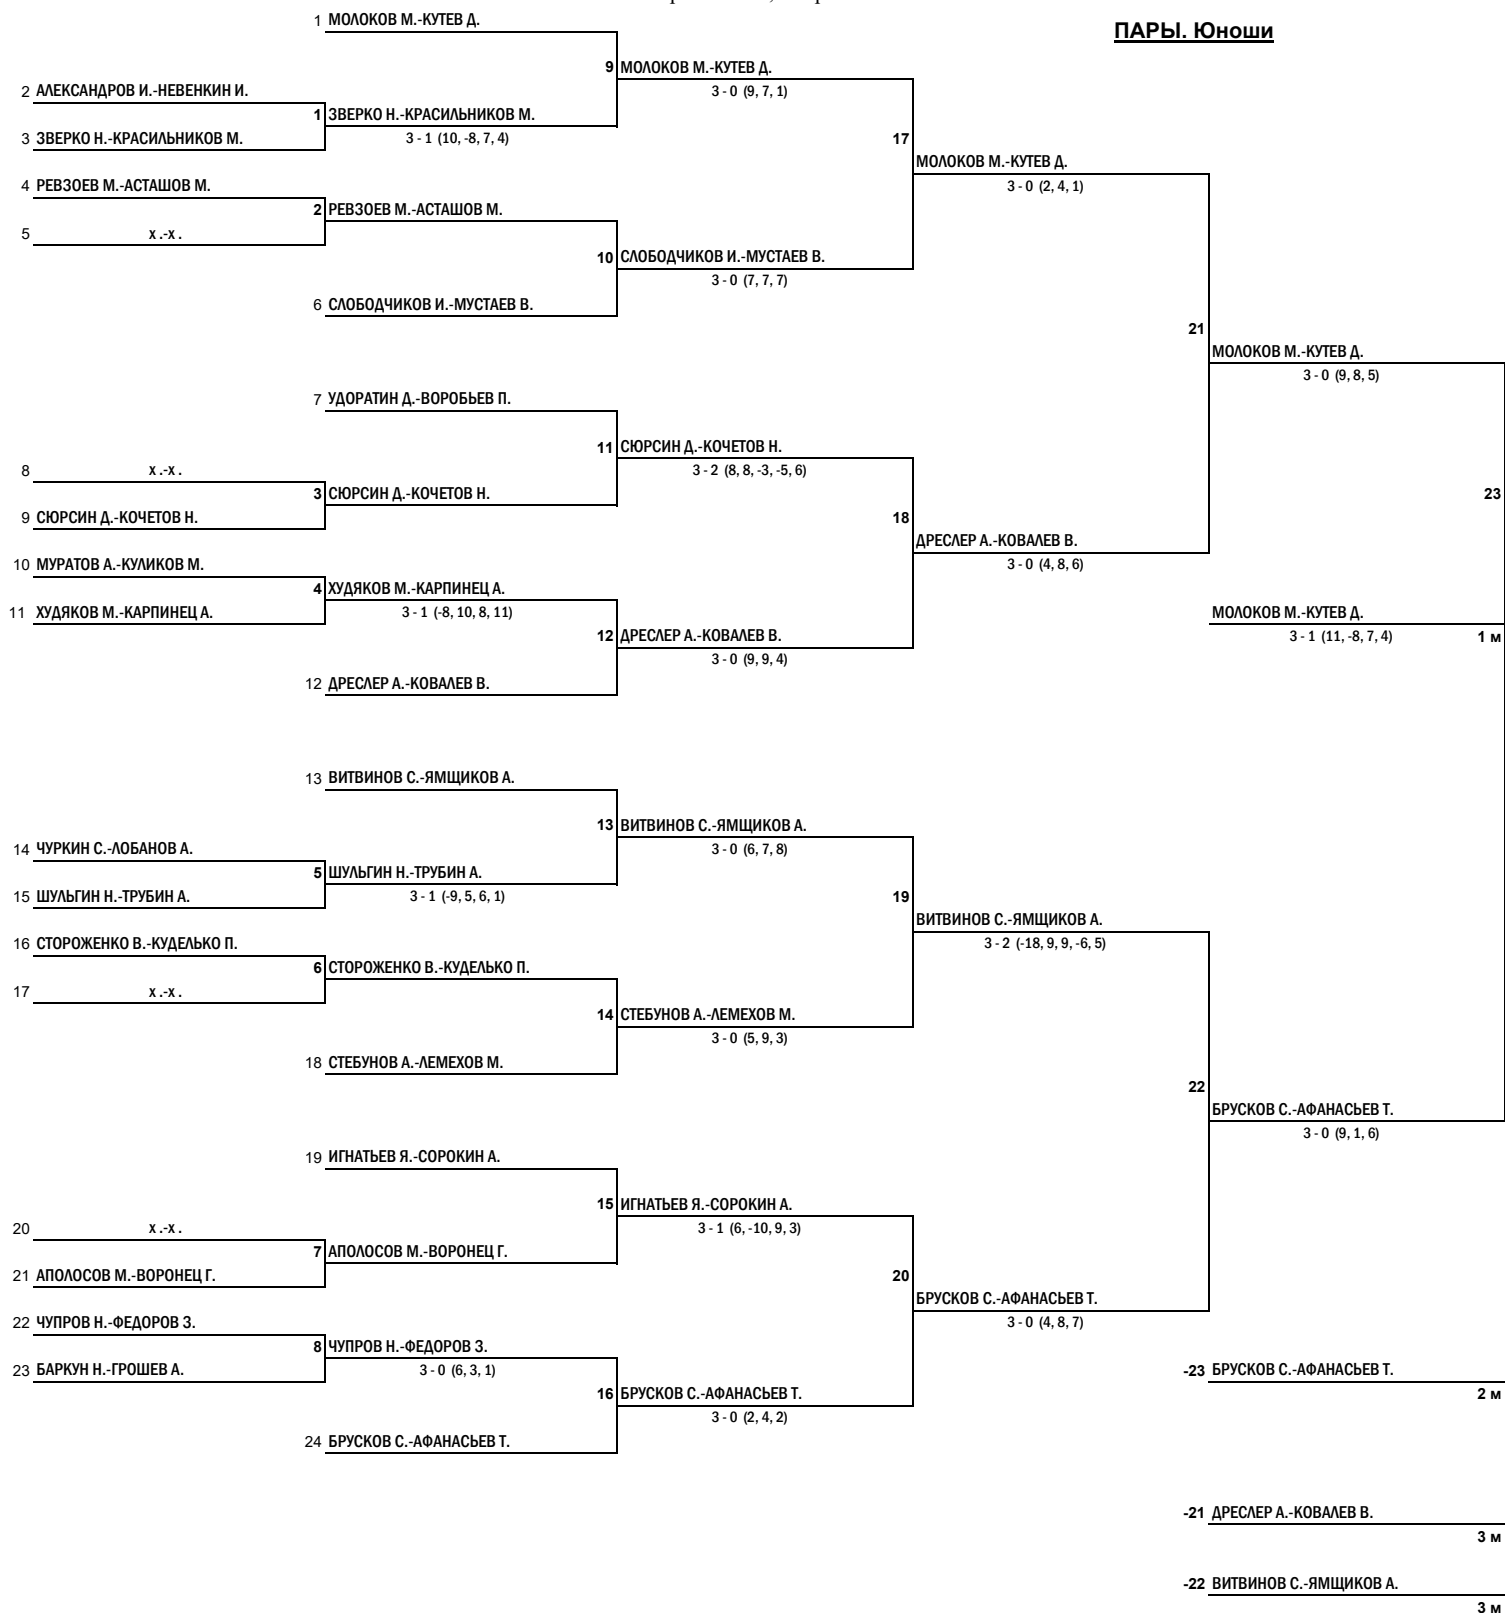 ПАРЫ. Юноши
1 МОЛОКОВ М.-КУТЕВ Д.
9 МОЛОКОВ М.-КУТЕВ Д.
3 - 0 (9, 7, 1)
2 АЛЕКСАНДРОВ И.-НЕВЕНКИН И.
1 ЗВЕРКО Н.-КРАСИЛЬНИКОВ М.
3 - 1 (10, -8, 7, 4)
3 ЗВЕРКО Н.-КРАСИЛЬНИКОВ М.
17
МОЛОКОВ М.-КУТЕВ Д.
3 - 0 (2, 4, 1)
4 РЕВЗОЕВ М.-АСТАШОВ М.
2 РЕВЗОЕВ М.-АСТАШОВ М.
5 х .-х .
10 СЛОБОДЧИКОВ И.-МУСТАЕВ В.
3 - 0 (7, 7, 7)
6 СЛОБОДЧИКОВ И.-МУСТАЕВ В.
21
МОЛОКОВ М.-КУТЕВ Д.
3 - 0 (9, 8, 5)
7 УДОРАТИН Д.-ВОРОБЬЕВ П.
11 СЮРСИН Д.-КОЧЕТОВ Н.
3 - 2 (8, 8, -3, -5, 6)
8 х .-х .
3 СЮРСИН Д.-КОЧЕТОВ Н.
23
9 СЮРСИН Д.-КОЧЕТОВ Н.
18
ДРЕСЛЕР А.-КОВАЛЕВ В.
3 - 0 (4, 8, 6)
10 МУРАТОВ А.-КУЛИКОВ М.
4 ХУДЯКОВ М.-КАРПИНЕЦ А.
3 - 1 (-8, 10, 8, 11)
11 ХУДЯКОВ М.-КАРПИНЕЦ А.
МОЛОКОВ М.-КУТЕВ Д.
3 - 1 (11, -8, 7, 4) 1 м
12 ДРЕСЛЕР А.-КОВАЛЕВ В.
3 - 0 (9, 9, 4)
12 ДРЕСЛЕР А.-КОВАЛЕВ В.
13 ВИТВИНОВ С.-ЯМЩИКОВ А.
13 ВИТВИНОВ С.-ЯМЩИКОВ А.
3 - 0 (6, 7, 8)
14 ЧУРКИН С.-ЛОБАНОВ А.
5 ШУЛЬГИН Н.-ТРУБИН А.
3 - 1 (-9, 5, 6, 1)
15 ШУЛЬГИН Н.-ТРУБИН А.
19
ВИТВИНОВ С.-ЯМЩИКОВ А.
3 - 2 (-18, 9, 9, -6, 5)
16 СТОРОЖЕНКО В.-КУДЕЛЬКО П.
6 СТОРОЖЕНКО В.-КУДЕЛЬКО П.
17 х .-х .
14 СТЕБУНОВ А.-ЛЕМЕХОВ М.
3 - 0 (5, 9, 3)
18 СТЕБУНОВ А.-ЛЕМЕХОВ М.
22
БРУСКОВ С.-АФАНАСЬЕВ Т.
3 - 0 (9, 1, 6)
19 ИГНАТЬЕВ Я.-СОРОКИН А.
15 ИГНАТЬЕВ Я.-СОРОКИН А.
3 - 1 (6, -10, 9, 3)
20 х .-х .
7 АПОЛОСОВ М.-ВОРОНЕЦ Г.
21 АПОЛОСОВ М.-ВОРОНЕЦ Г.
20
БРУСКОВ С.-АФАНАСЬЕВ Т.
3 - 0 (4, 8, 7)
22 ЧУПРОВ Н.-ФЕДОРОВ З.
8 ЧУПРОВ Н.-ФЕДОРОВ З.
3 - 0 (6, 3, 1)
23 БАРКУН Н.-ГРОШЕВ А.
-23 БРУСКОВ С.-АФАНАСЬЕВ Т.
2 м
16 БРУСКОВ С.-АФАНАСЬЕВ Т.
3 - 0 (2, 4, 2)
24 БРУСКОВ С.-АФАНАСЬЕВ Т.
-21 ДРЕСЛЕР А.-КОВАЛЕВ В.
3 м
-22 ВИТВИНОВ С.-ЯМЩИКОВ А.
3 м